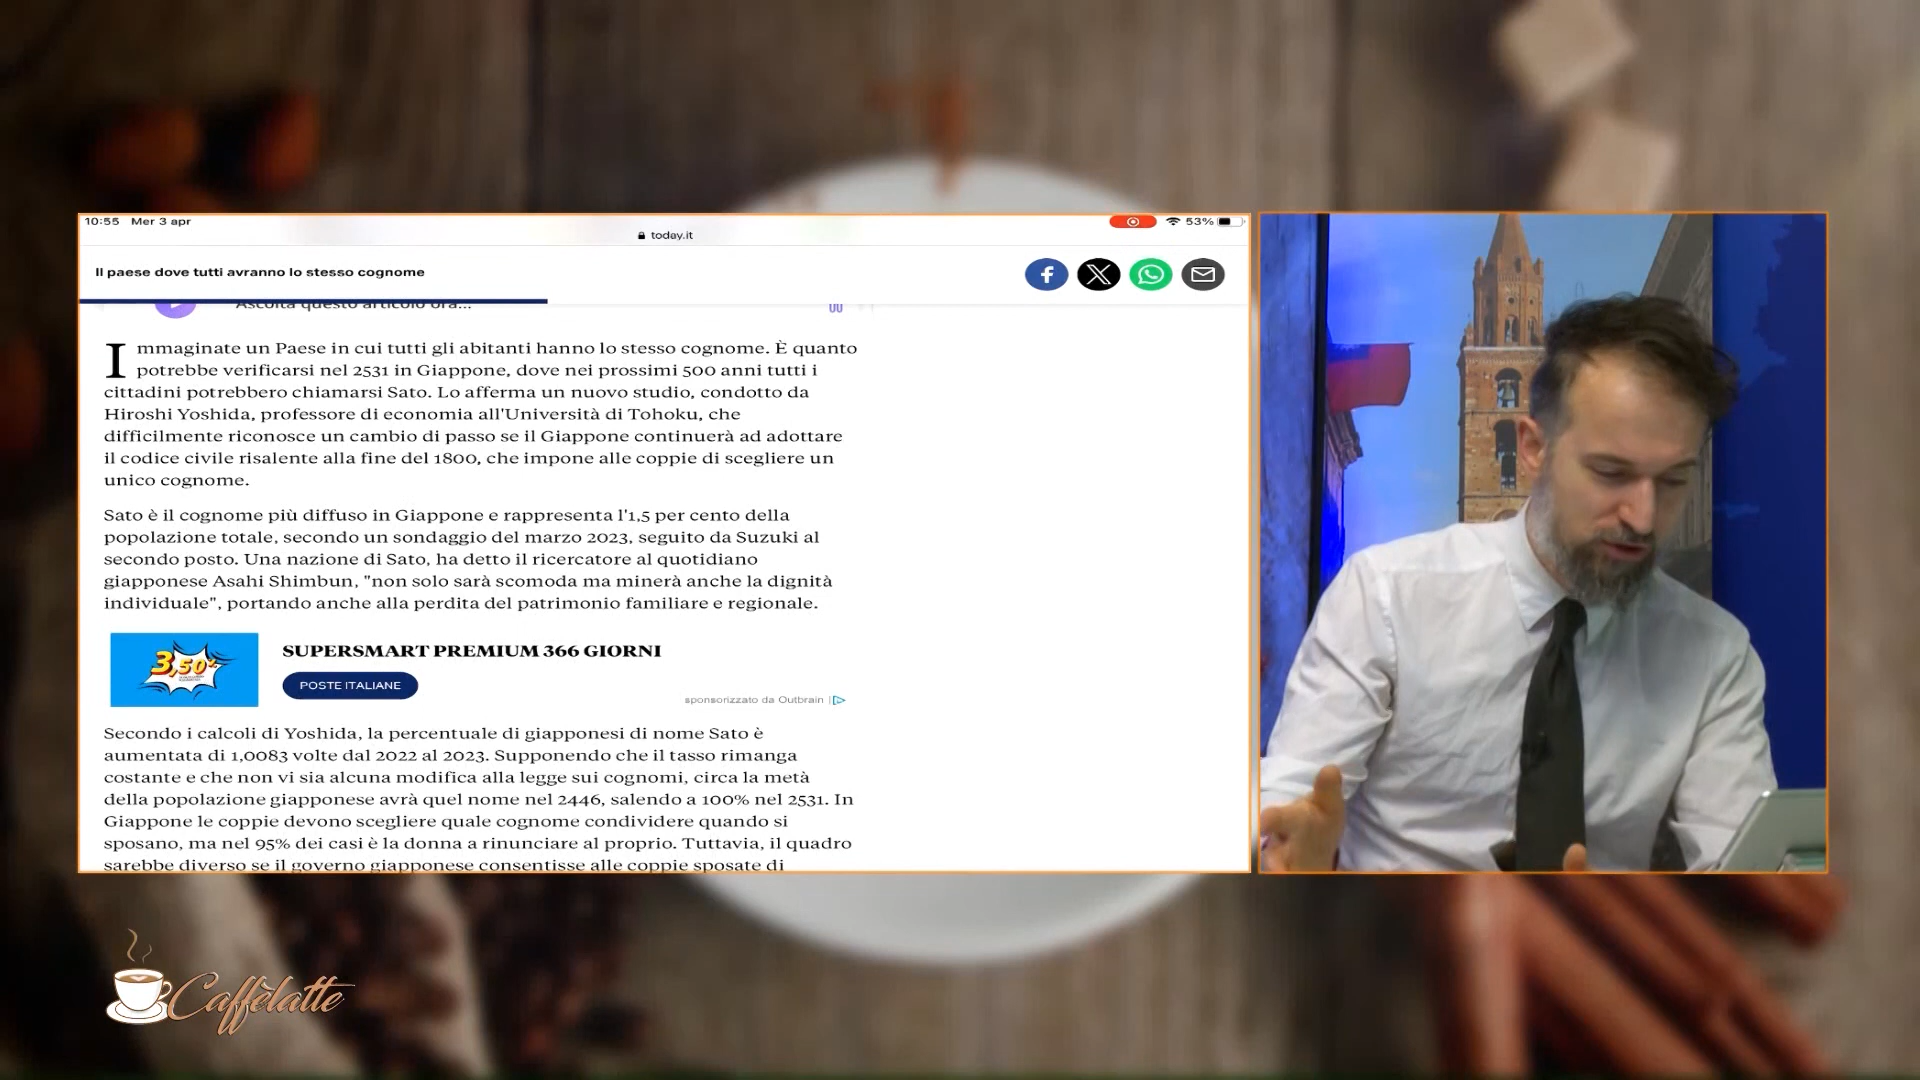 10:55 Mer 3 apr
53%
today.it
Il paese dove tutti avranno lo stesso cognome
Ascolta questo articolo ora...
Immaginate un Paese in cui tutti gli abitanti hanno lo stesso cognome. È quanto
potrebbe verificarsi nel 2531 in Giappone, dove nei prossimi 500 anni tutti i
cittadini potrebbero chiamarsi Sato. Lo afferma un nuovo studio, condotto da
Hiroshi Yoshida, professore di economia all'Università di Tohoku, che
difficilmente riconosce un cambio di passo se il Giappone continuerà ad adottare
il codice civile risalente alla fine del 1800, che impone alle coppie di scegliere un
unico cognome.
Sato è il cognome più diffuso in Giappone e rappresenta l'1,5 per cento della
popolazione totale, secondo un sondaggio del marzo 2023, seguito da Suzuki al
secondo posto. Una nazione di Sato, ha detto il ricercatore al quotidiano
giapponese Asahi Shimbun, "non solo sarà scomoda ma minerà anche la dignità
individuale", portando anche alla perdita del patrimonio familiare e regionale.
3,50%
SUPERSMART PREMIUM 366 GIORNI
POSTE ITALIANE
sponsorizzato da Outbrain
Secondo i calcoli di Yoshida, la percentuale di giapponesi di nome Sato è
aumentata di 1,0083 volte dal 2022 al 2023. Supponendo che il tasso rimanga
costante e che non vi sia alcuna modifica alla legge sui cognomi, circa la metà
della popolazione giapponese avrà quel nome nel 2446, salendo a 100% nel 2531. In
Giappone le coppie devono scegliere quale cognome condividere quando si
sposano, ma nel 95% dei casi è la donna a rinunciare al proprio. Tuttavia, il quadro
sarebbe diverso se il governo giapponese consentisse alle coppie sposate di
Caffèlatte